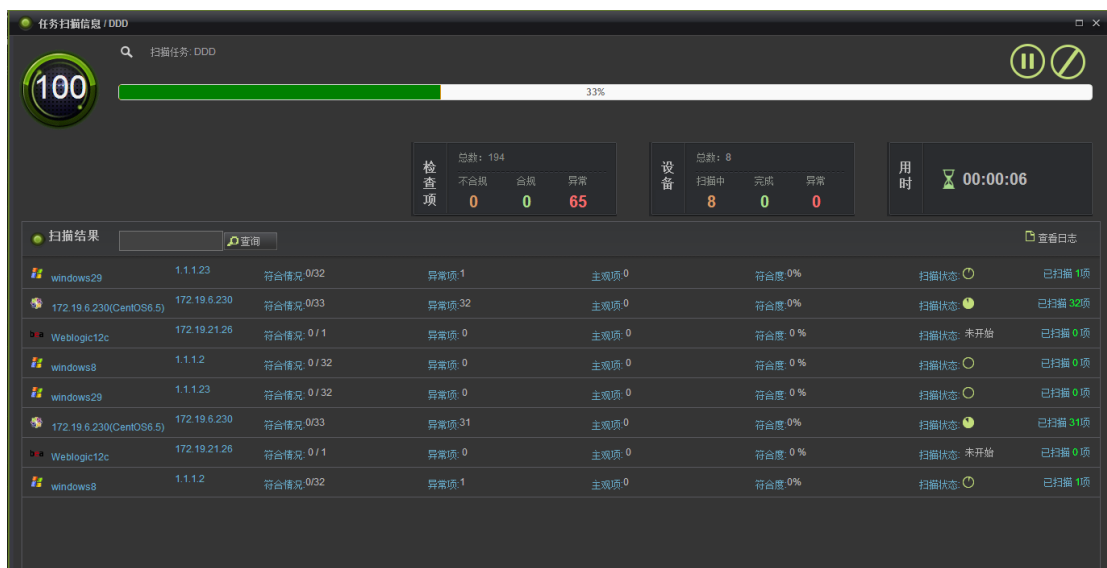 任务扫描信息 / DDD
100
扫描任务: DDD
33%
检查项
总数: 194
不合规 合规 异常
0 0 65
设备
总数: 8
扫描中 完成 异常
8 0 0
用时
00:00:06
扫描结果 查询 查看日志
windows29 1.1.1.23 符合情况:0/32 异常项:1 主观项:0 符合度:0% 扫描状态: 已扫描 1项
172.19.6.230(CentOS6.5) 172.19.6.230 符合情况:0/33 异常项:32 主观项:0 符合度:0% 扫描状态: 已扫描 32项
Weblogic12c 172.19.21.26 符合情况: 0 / 1 异常项: 0 主观项: 0 符合度: 0 % 扫描状态: 未开始 已扫描 0 项
windows8 1.1.1.2 符合情况: 0 / 32 异常项: 0 主观项: 0 符合度: 0 % 扫描状态: 已扫描 0 项
windows29 1.1.1.23 符合情况: 0 / 32 异常项: 0 主观项: 0 符合度: 0 % 扫描状态: 已扫描 0 项
172.19.6.230(CentOS6.5) 172.19.6.230 符合情况:0/33 异常项:31 主观项:0 符合度:0% 扫描状态: 已扫描 31项
Weblogic12c 172.19.21.26 符合情况: 0 / 1 异常项: 0 主观项: 0 符合度: 0 % 扫描状态: 未开始 已扫描 0 项
windows8 1.1.1.2 符合情况:0/32 异常项:1 主观项:0 符合度:0% 扫描状态: 已扫描 1项